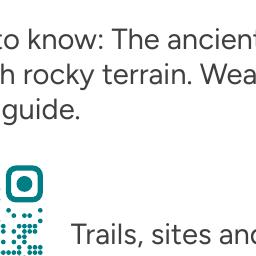 to know: The ancient
h rocky terrain. Wea
guide.
Trails, sites and